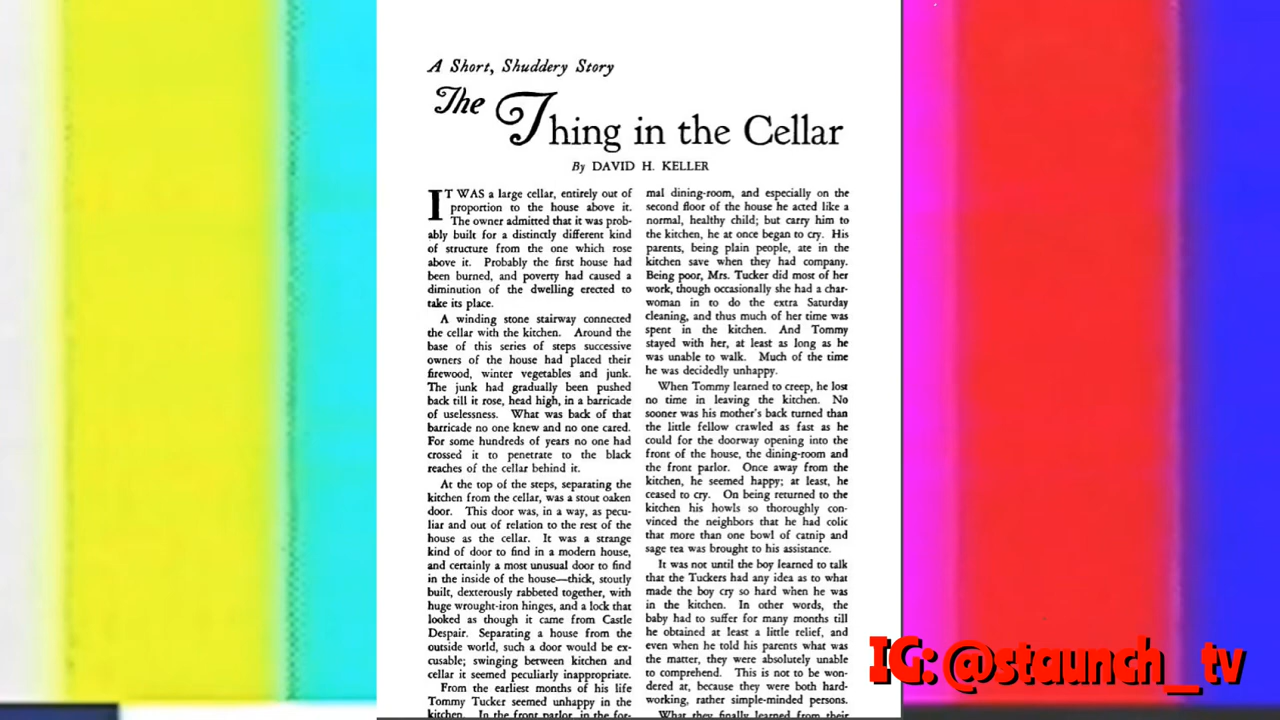 A Short, Shuddery Story
The Thing in the Cellar
By DAVID H. KELLER
IT WAS a large cellar, entirely out of
proportion to the house above it.
The owner admitted that it was prob-
ably built for a distinctly different kind
of structure from the one which rose
above it. Probably the first house had
been burned, and poverty had caused a
diminution of the dwelling erected to
take its place.
A winding stone stairway connected
the cellar with the kitchen. Around the
base of this series of steps successive
owners of the house had placed their
firewood, winter vegetables and junk.
The junk had gradually been pushed
back till it rose, head high, in a barricade
of uselessness. What was back of that
barricade no one knew and no one cared.
For some hundreds of years no one had
crossed it to penetrate to the black
reaches of the cellar behind it.
At the top of the steps, separating the
kitchen from the cellar, was a stout oaken
door. This door was, in a way, as pecu-
liar and out of relation to the rest of the
house as the cellar. It was a strange
kind of door to find in a modern house,
and certainly a most unusual door to find
in the inside of the house—thick, stoutly
built, dexterously rabbeted together, with
huge wrought-iron hinges, and a lock that
looked as though it came from Castle
Despair. Separating a house from the
outside world, such a door would be ex-
cusable; swinging between kitchen and
cellar it seemed peculiarly inappropriate.
From the earliest months of his life
Tommy Tucker seemed unhappy in the
kitchen. In the front parlor, in the for-
mal dining-room, and especially on the
second floor of the house he acted like a
normal, healthy child; but carry him to
the kitchen, he at once began to cry. His
parents, being plain people, ate in the
kitchen save when they had company.
Being poor, Mrs. Tucker did most of her
work, though occasionally she had a char-
woman in to do the extra Saturday
cleaning, and thus much of her time was
spent in the kitchen. And Tommy
stayed with her, at least as long as he
was unable to walk. Much of the time
he was decidedly unhappy.
When Tommy learned to creep, he lost
no time in leaving the kitchen. No
sooner was his mother's back turned than
the little fellow crawled as fast as he
could for the doorway opening into the
front of the house, the dining-room and
the front parlor. Once away from the
kitchen, he seemed happy; at least, he
ceased to cry. On being returned to the
kitchen his howls so thoroughly con-
vinced the neighbors that he had colic
that more than one bowl of catnip and
sage tea was brought to his assistance.
It was not until the boy learned to talk
that the Tuckers had any idea as to what
made the boy cry so hard when he was
in the kitchen. In other words, the
baby had to suffer for many months till
he obtained at least a little relief, and
even when he told his parents what was
the matter, they were absolutely unable
to comprehend. This is not to be won-
dered at, because they were both hard-
working, rather simple-minded persons.
What they finally learned from their
IG: @staunch_tv